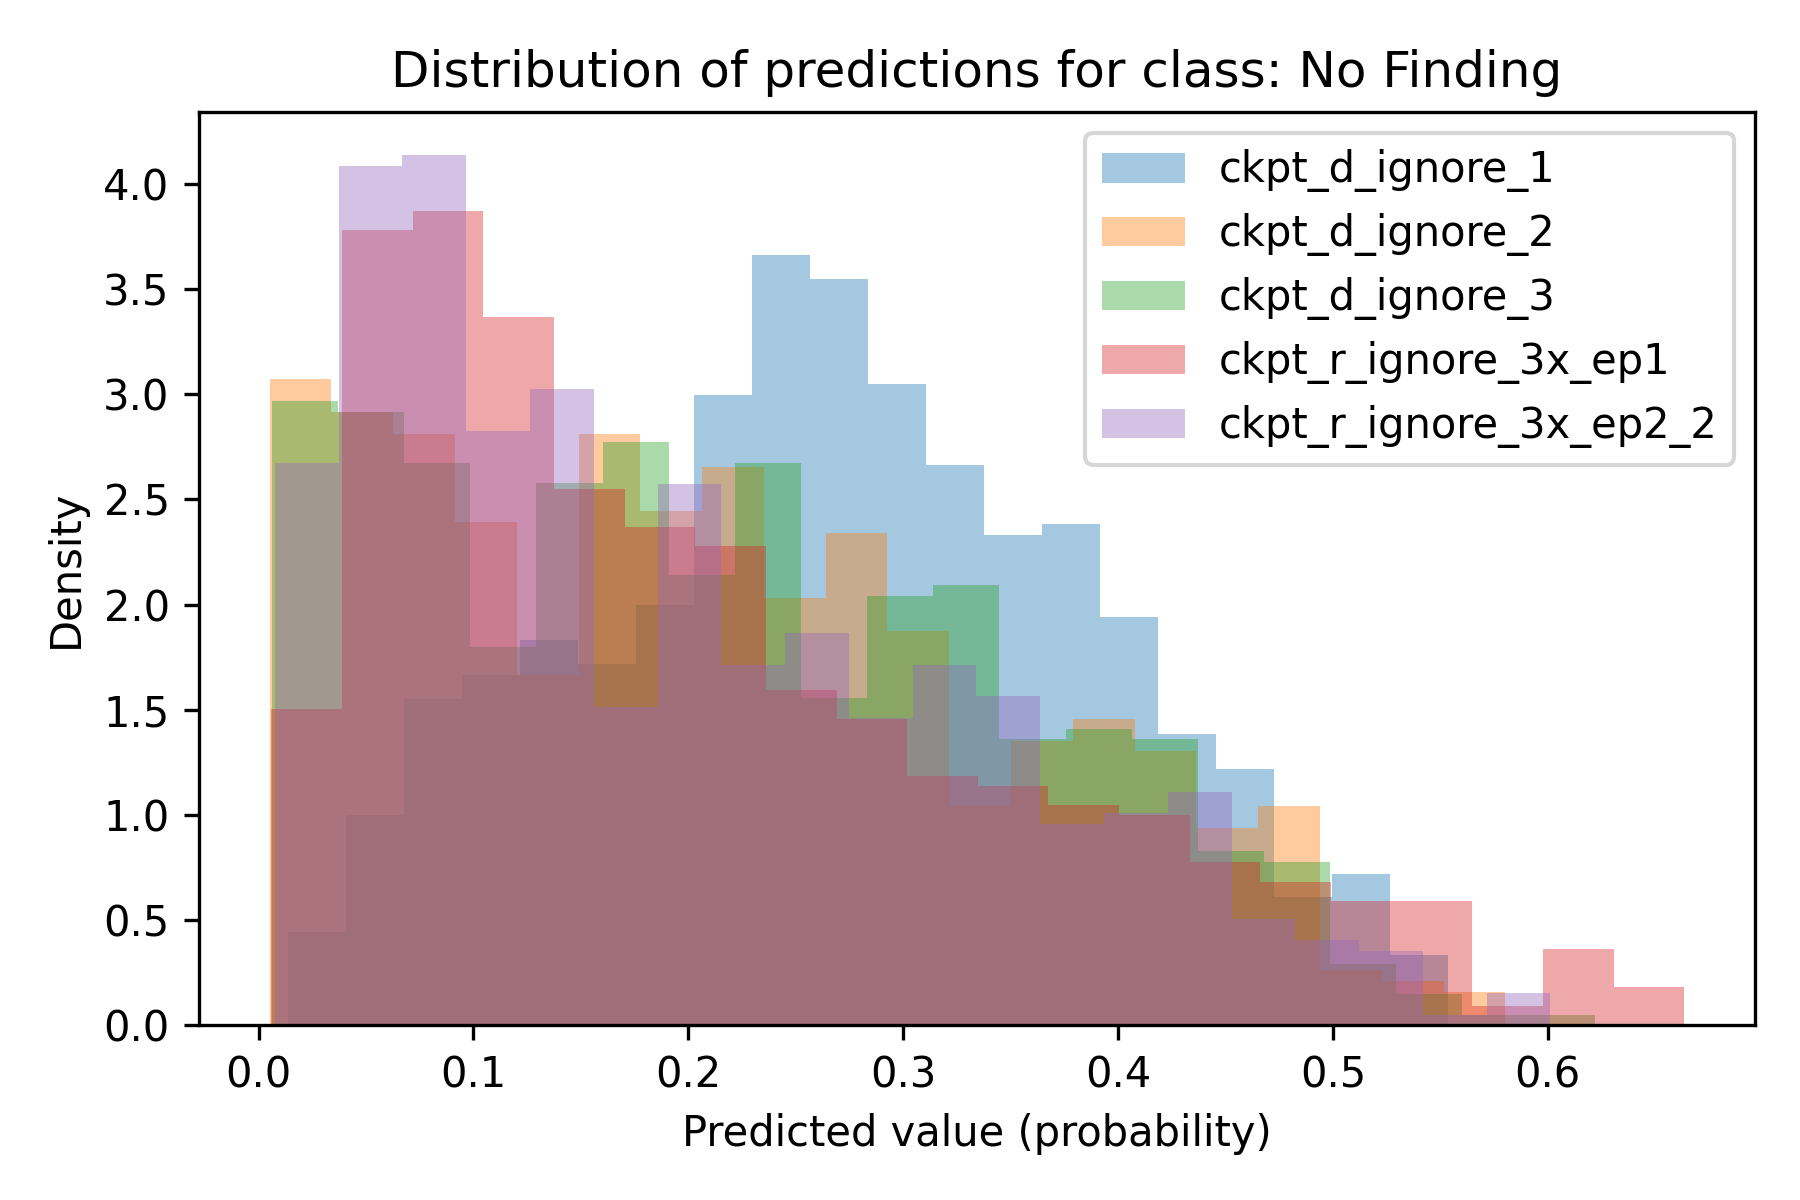 Distribution of predictions for class: No Finding
ckpt_d_ignore_1
ckpt_d_ignore_2
ckpt_d_ignore_3
ckpt_r_ignore_3x_ep1
ckpt_r_ignore_3x_ep2_2
4.0
3.5
3.0
2.5
2.0
1.5
1.0
0.5
0.0
Density
0.0 0.1 0.2 0.3 0.4 0.5 0.6
Predicted value (probability)